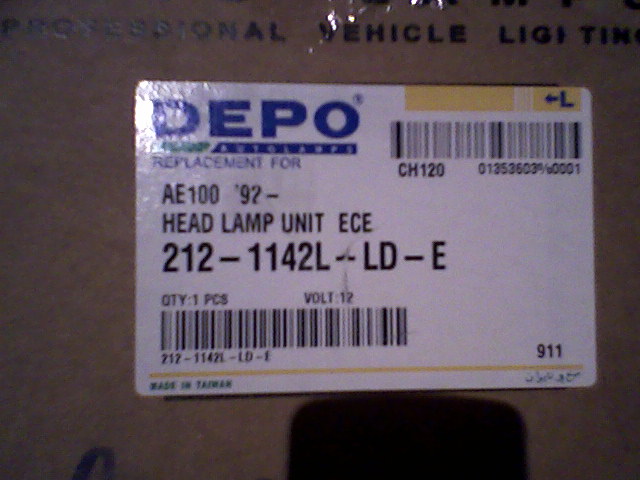 PROFESSIONAL VEHICLE LIGHTING
←L
DEPO®
AUTOLAMPS
REPLACEMENT FOR
CH120
AE100 '92-
HEAD LAMP UNIT ECE
212-1142L-LD-E
QTY:1 PCS VOLT:12
212-1142L-LD-E
911
MADE IN TAIWAN